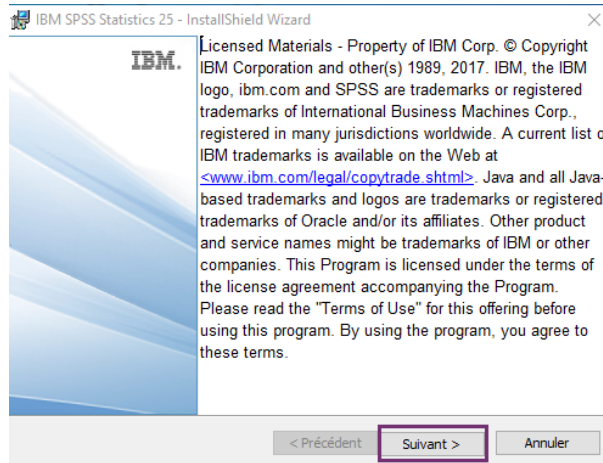 IBM SPSS Statistics 25 - InstallShield Wizard
IBM.
Licensed Materials - Property of IBM Corp. © Copyright
IBM Corporation and other(s) 1989, 2017. IBM, the IBM
logo, ibm.com and SPSS are trademarks or registered
trademarks of International Business Machines Corp.,
registered in many jurisdictions worldwide. A current list o
IBM trademarks is available on the Web at
<www.ibm.com/legal/copytrade.shtml>. Java and all Java-
based trademarks and logos are trademarks or registered
trademarks of Oracle and/or its affiliates. Other product
and service names might be trademarks of IBM or other
companies. This Program is licensed under the terms of
the license agreement accompanying the Program.
Please read the "Terms of Use" for this offering before
using this program. By using the program, you agree to
these terms.
< Précédent Suivant > Annuler